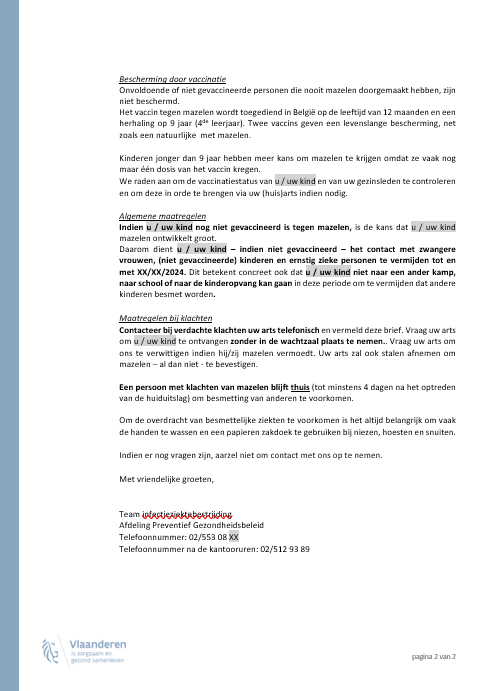 Bescherming door vaccinatie
Onvoldoende of niet gevaccineerde personen die nooit mazelen doorgemaakt hebben, zijn
niet beschermd.
Het vaccin tegen mazelen wordt toegediend in België op de leeftijd van 12 maanden en een
herhaling op 9 jaar (4de leerjaar). Twee vaccins geven een levenslange bescherming, net
zoals een natuurlijke met mazelen.
Kinderen jonger dan 9 jaar hebben meer kans om mazelen te krijgen omdat ze vaak nog
maar één dosis van het vaccin kregen.
We raden aan om de vaccinatiestatus van u / uw kind en van uw gezinsleden te controleren
en om deze in orde te brengen via uw (huis)arts indien nodig.
Algemene maatregelen
Indien u / uw kind nog niet gevaccineerd is tegen mazelen, is de kans dat u / uw kind
mazelen ontwikkelt groot.
Daarom dient u / uw kind – indien niet gevaccineerd – het contact met zwangere
vrouwen, (niet gevaccineerde) kinderen en ernstig zieke personen te vermijden tot en
met XX/XX/2024. Dit betekent concreet ook dat u / uw kind niet naar een ander kamp,
naar school of naar de kinderopvang kan gaan in deze periode om te vermijden dat andere
kinderen besmet worden.
Maatregelen bij klachten
Contacteer bij verdachte klachten uw arts telefonisch en vermeld deze brief. Vraag uw arts
om u / uw kind te ontvangen zonder in de wachtzaal plaats te nemen.. Vraag uw arts om
ons te verwittigen indien hij/zij mazelen vermoedt. Uw arts zal ook stalen afnemen om
mazelen – al dan niet - te bevestigen.
Een persoon met klachten van mazelen blijft thuis (tot minstens 4 dagen na het optreden
van de huiduitslag) om besmetting van anderen te voorkomen.
Om de overdracht van besmettelijke ziekten te voorkomen is het altijd belangrijk om vaak
de handen te wassen en een papieren zakdoek te gebruiken bij niezen, hoesten en snuiten.
Indien er nog vragen zijn, aarzel niet om contact met ons op te nemen.
Met vriendelijke groeten,
Team infectieziektebestrijding
Afdeling Preventief Gezondheidsbeleid
Telefoonnummer: 02/553 08 XX
Telefoonnummer na de kantooruren: 02/512 93 89
Vlaanderen
is zorgzaam en
gezond samenleven
pagina 2 van 2